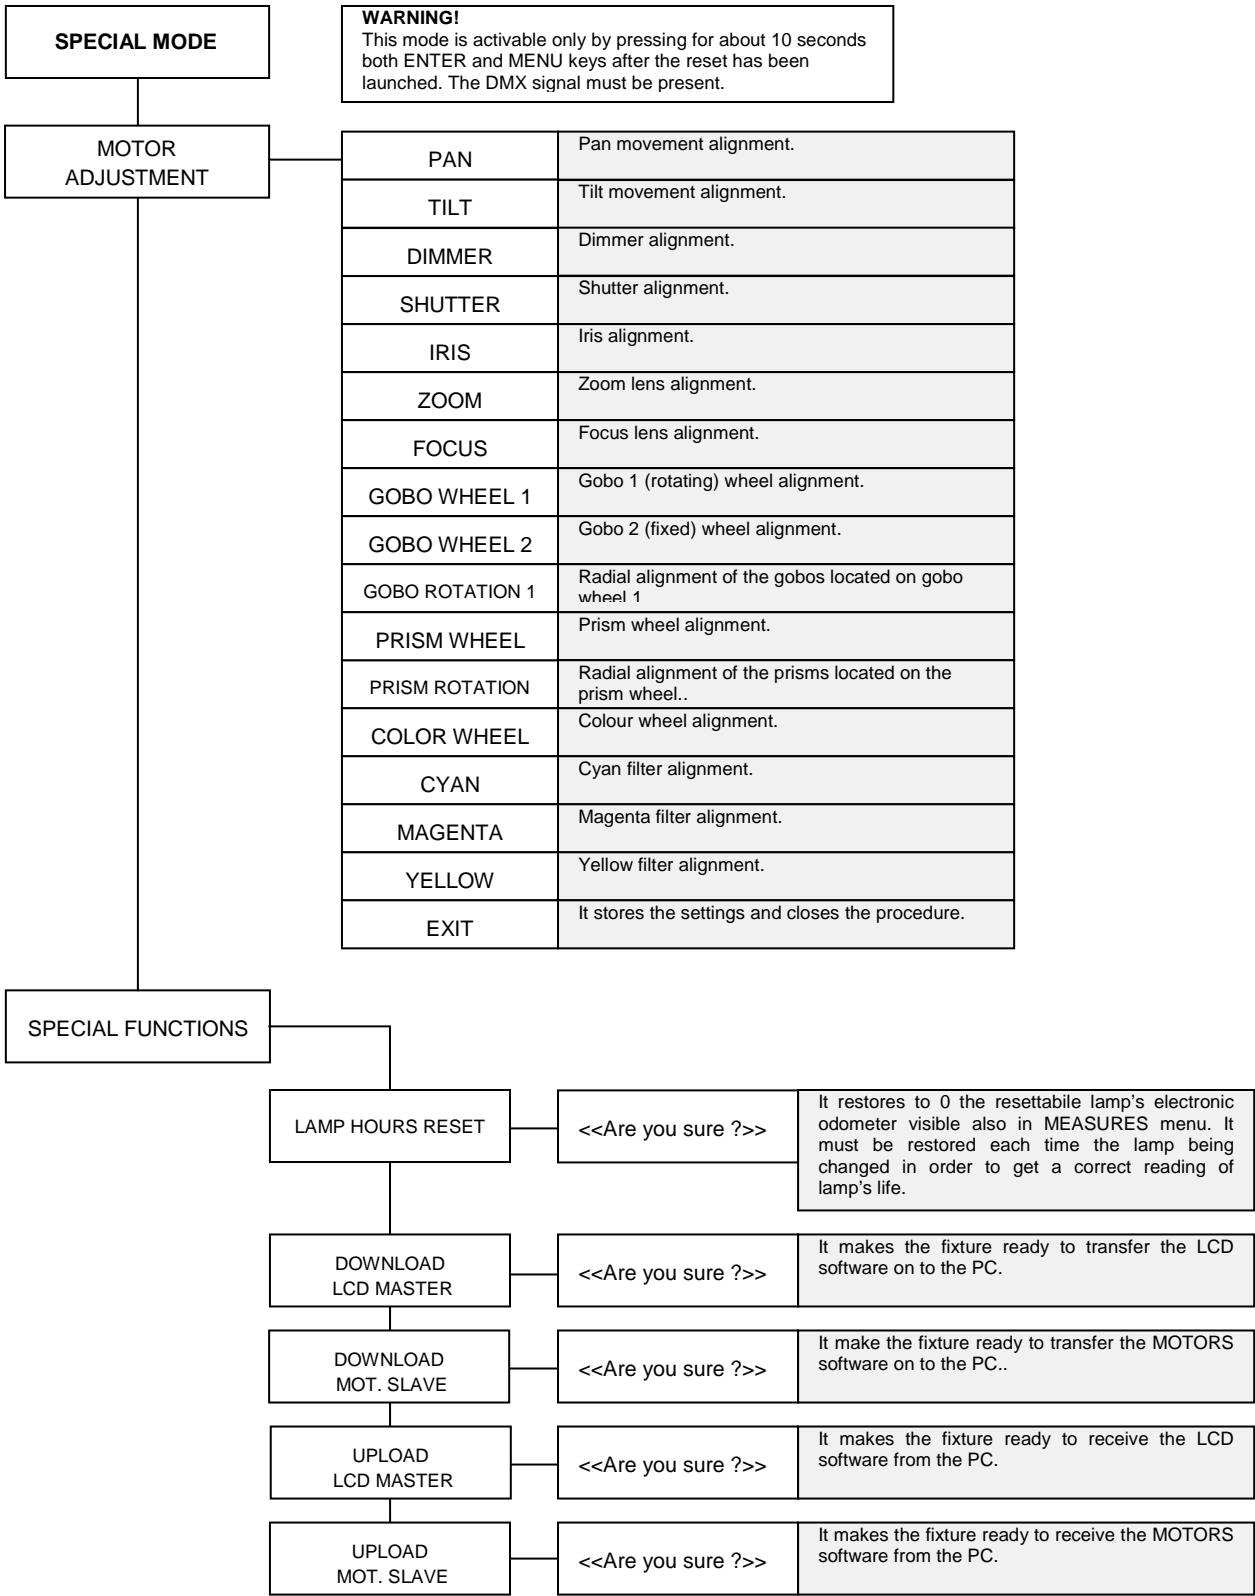 SPECIAL MODE
WARNING!
This mode is activable only by pressing for about 10 seconds
both ENTER and MENU keys after the reset has been
launched. The DMX signal must be present.
MOTOR
ADJUSTMENT
PAN
Pan movement alignment.
TILT
Tilt movement alignment.
DIMMER
Dimmer alignment.
SHUTTER
Shutter alignment.
IRIS
Iris alignment.
ZOOM
Zoom lens alignment.
FOCUS
Focus lens alignment.
GOBO WHEEL 1
Gobo 1 (rotating) wheel alignment.
GOBO WHEEL 2
Gobo 2 (fixed) wheel alignment.
GOBO ROTATION 1
Radial alignment of the gobos located on gobo
wheel 1
PRISM WHEEL
Prism wheel alignment.
PRISM ROTATION
Radial alignment of the prisms located on the
prism wheel..
COLOR WHEEL
Colour wheel alignment.
CYAN
Cyan filter alignment.
MAGENTA
Magenta filter alignment.
YELLOW
Yellow filter alignment.
EXIT
It stores the settings and closes the procedure.
SPECIAL FUNCTIONS
LAMP HOURS RESET
<<Are you sure ?>>
It restores to 0 the resettabile lamp's electronic
odometer visible also in MEASURES menu. It
must be restored each time the lamp being
changed in order to get a correct reading of
lamp's life.
DOWNLOAD
LCD MASTER
<<Are you sure ?>>
It makes the fixture ready to transfer the LCD
software on to the PC.
DOWNLOAD
MOT. SLAVE
<<Are you sure ?>>
It make the fixture ready to transfer the MOTORS
software on to the PC..
UPLOAD
LCD MASTER
<<Are you sure ?>>
It makes the fixture ready to receive the LCD
software from the PC.
UPLOAD
MOT. SLAVE
<<Are you sure ?>>
It makes the fixture ready to receive the MOTORS
software from the PC.